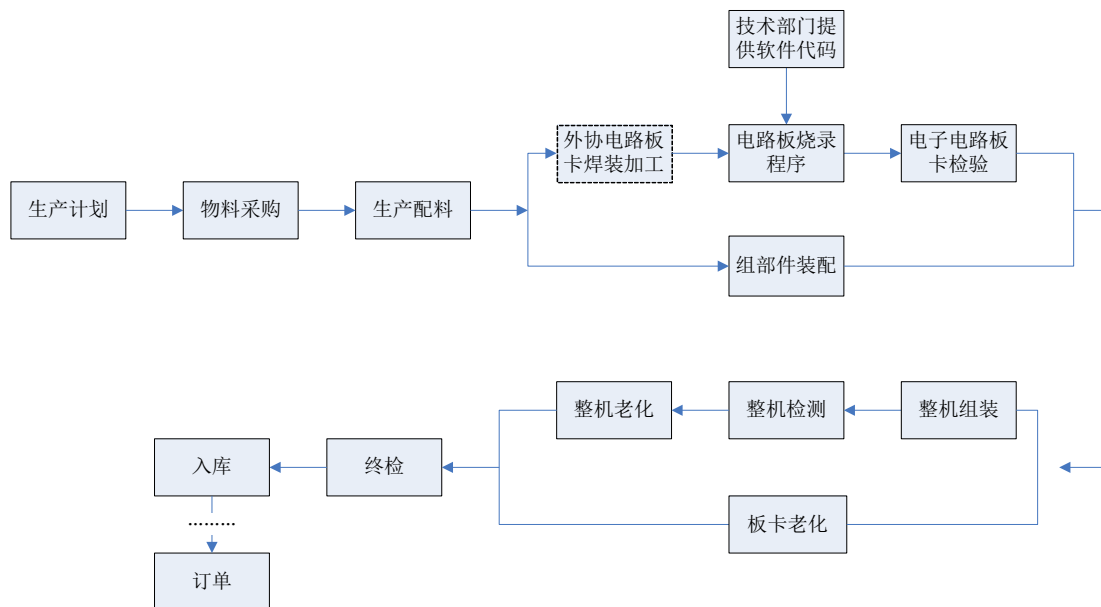 技术部门提
供软件代码
外协电路板
卡焊装加工
电路板烧录
程序
电子电路板
卡检验
生产计划
物料采购
生产配料
组部件装配
整机老化
整机检测
整机组装
入库
终检
板卡老化
………
订单